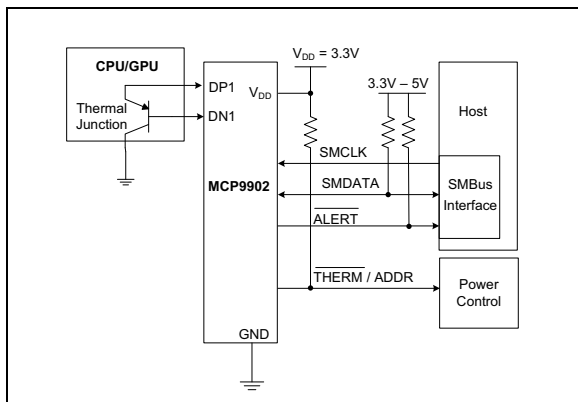 CPU/GPU
Thermal
Junction
DP1
DN1
V_DD
MCP9902
GND
V_DD = 3.3V
3.3V – 5V
SMCLK
SMDATA
ALERT
THERM / ADDR
Host
SMBus
Interface
Power
Control